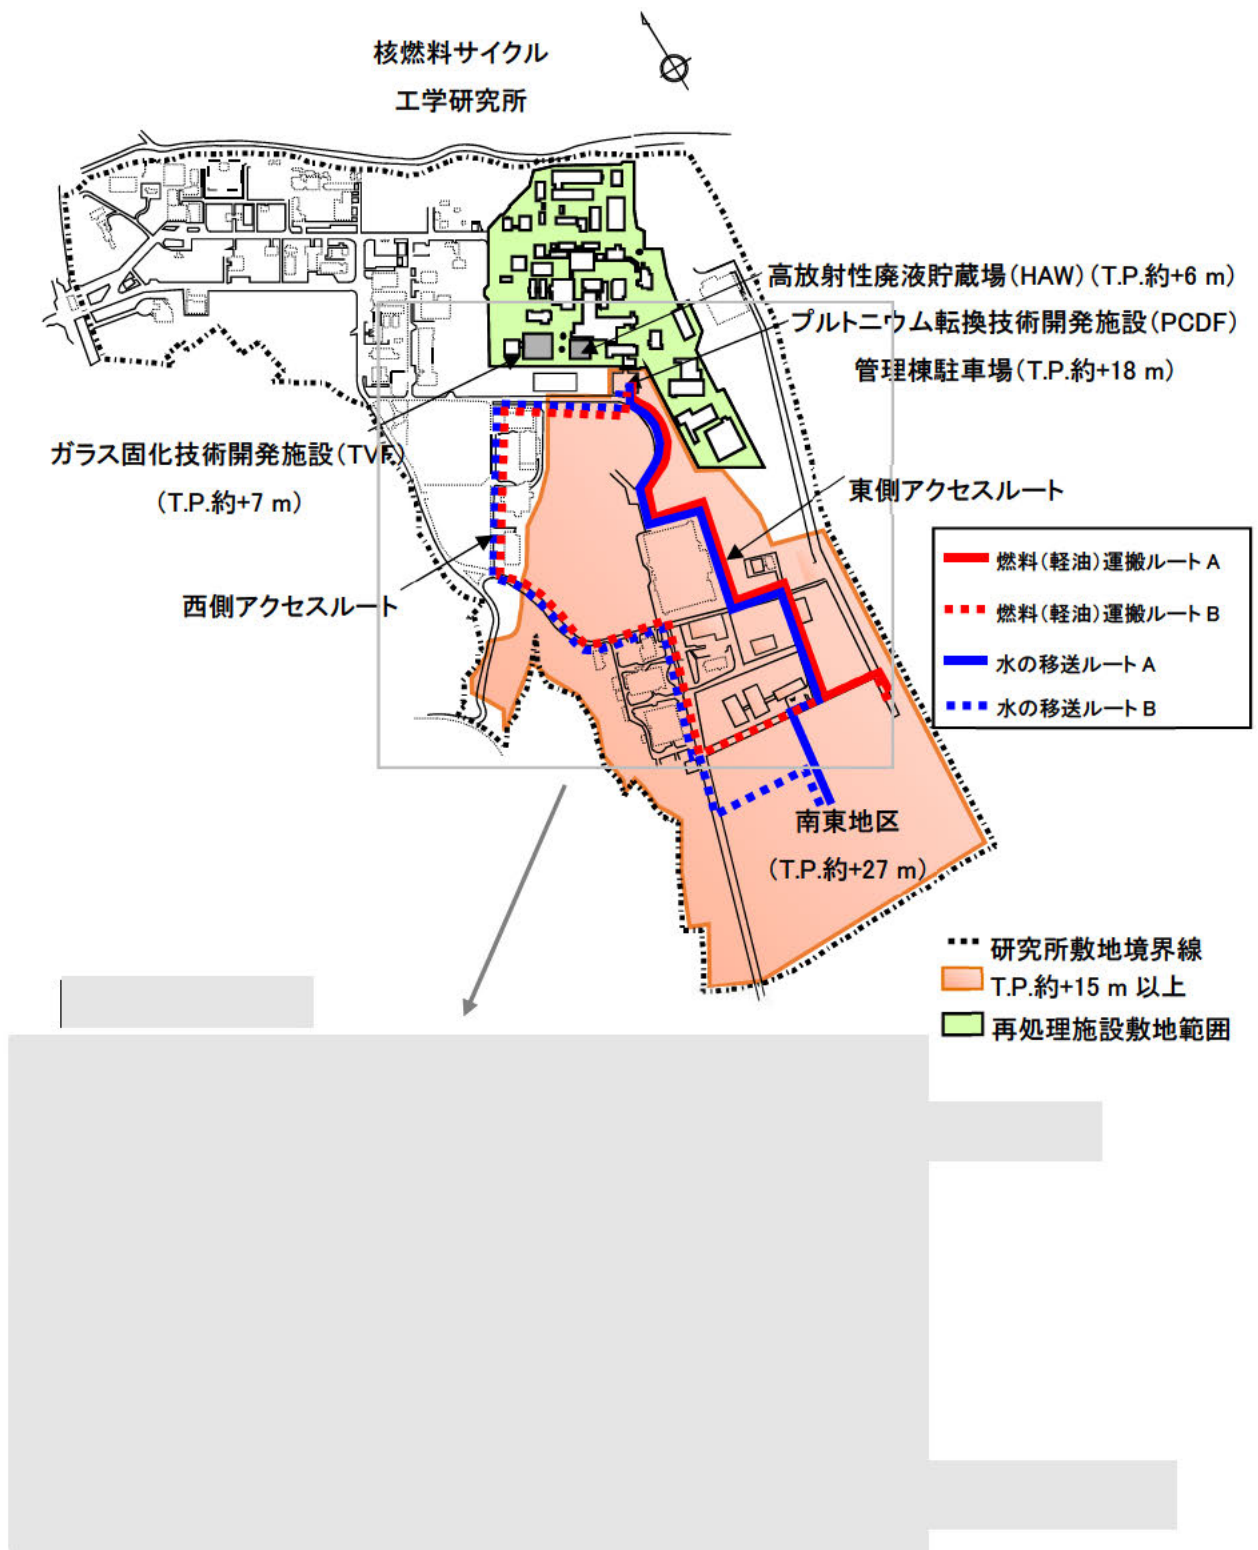 核燃料サイクル
工学研究所
高放射性廃液貯蔵場(HAW)(T.P.約+6 m)
プルトニウム転換技術開発施設(PCDF)
管理棟駐車場(T.P.約+18 m)
ガラス固化技術開発施設(TVF)
(T.P.約+7 m)
東側アクセスルート
西側アクセスルート
燃料(軽油)運搬ルート A
燃料(軽油)運搬ルート B
水の移送ルート A
水の移送ルート B
南東地区
(T.P.約+27 m)
研究所敷地境界線
T.P.約+15 m 以上
再処理施設敷地範囲